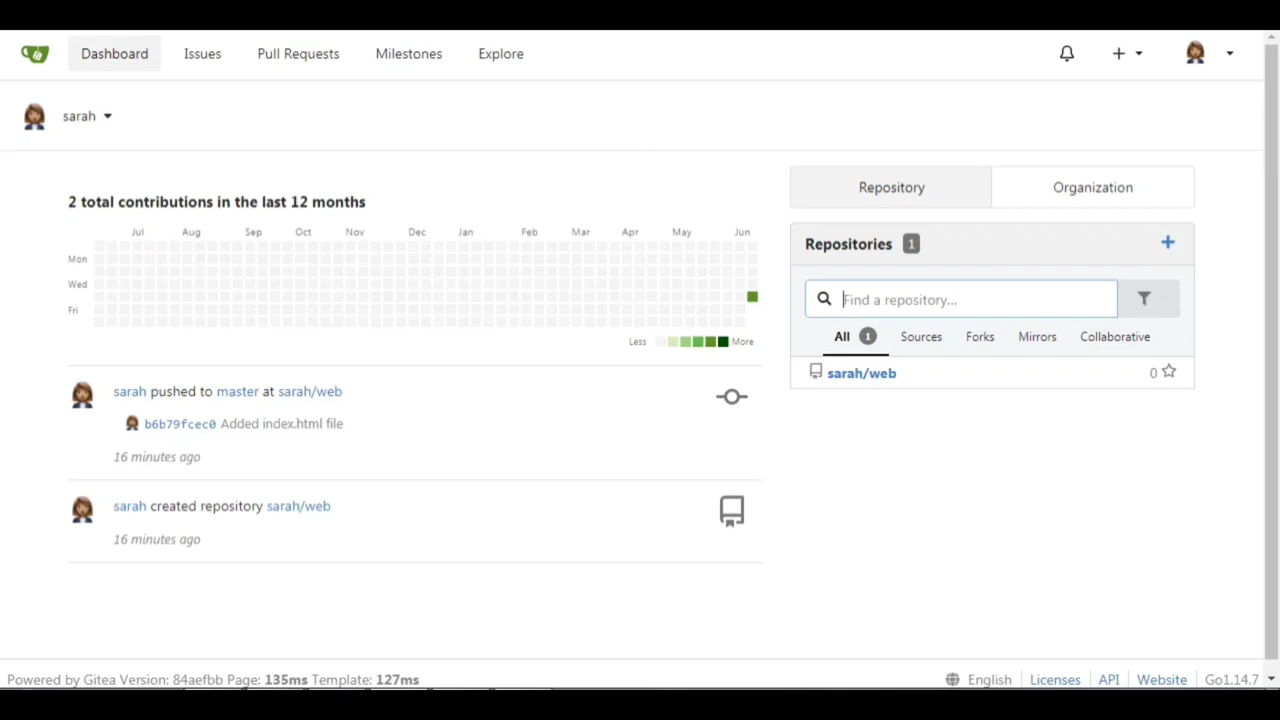 Dashboard Issues Pull Requests Milestones Explore
sarah
2 total contributions in the last 12 months
Jul Aug Sep Oct Nov Dec Jan Feb Mar Apr May Jun
Mon
Wed
Fri
Less More
sarah pushed to master at sarah/web
b6b79fcec0 Added index.html file
16 minutes ago
sarah created repository sarah/web
16 minutes ago
Repository Organization
Repositories 1
Find a repository...
All 1 Sources Forks Mirrors Collaborative
sarah/web 0
Powered by Gitea Version: 84aefbb Page: 135ms Template: 127ms
English Licenses API Website Go1.14.7